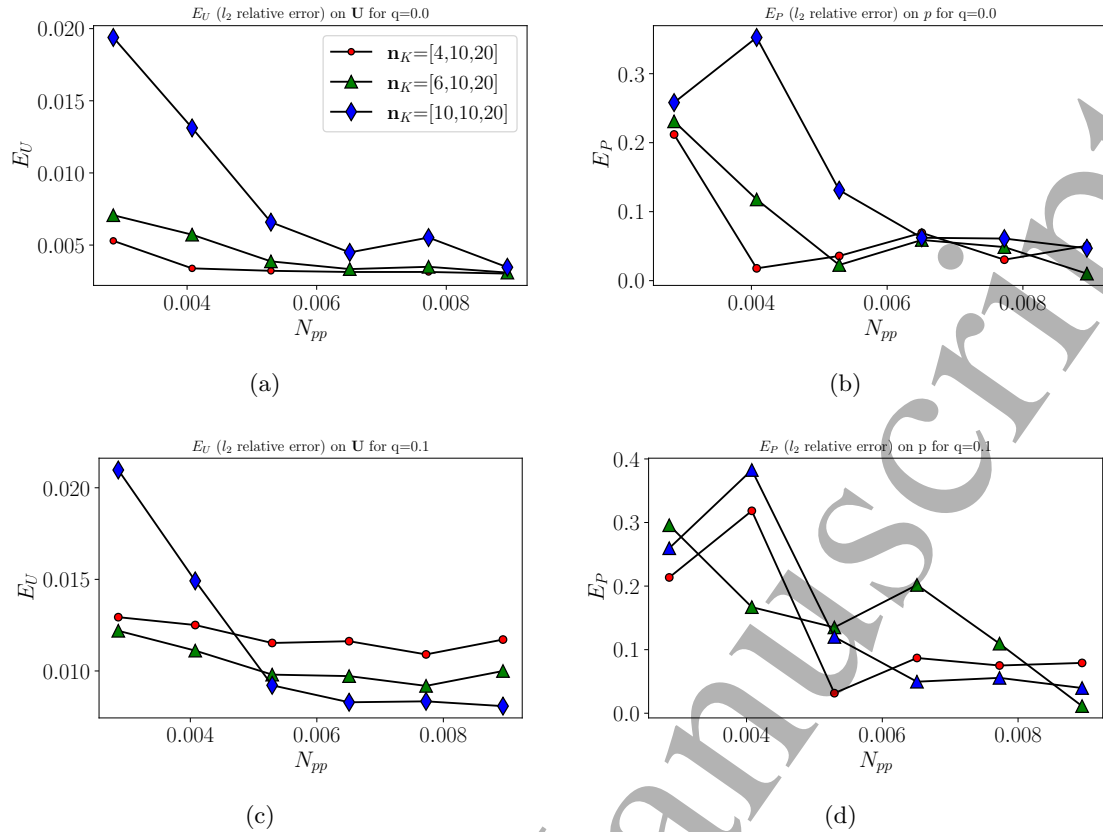 E_U (l_2 relative error) on U for q=0.0
0.020
0.015
0.010
0.005
E_U
n_K=[4,10,20]
n_K=[6,10,20]
n_K=[10,10,20]
0.004 0.006 0.008
N_pp
(a)
E_P (l_2 relative error) on p for q=0.0
0.3
0.2
0.1
0.0
E_P
0.004 0.006 0.008
N_pp
(b)
E_U (l_2 relative error) on U for q=0.1
0.020
0.015
0.010
E_U
0.004 0.006 0.008
N_pp
(c)
E_P (l_2 relative error) on p for q=0.1
0.4
0.3
0.2
0.1
0.0
E_P
0.004 0.006 0.008
N_pp
(d)